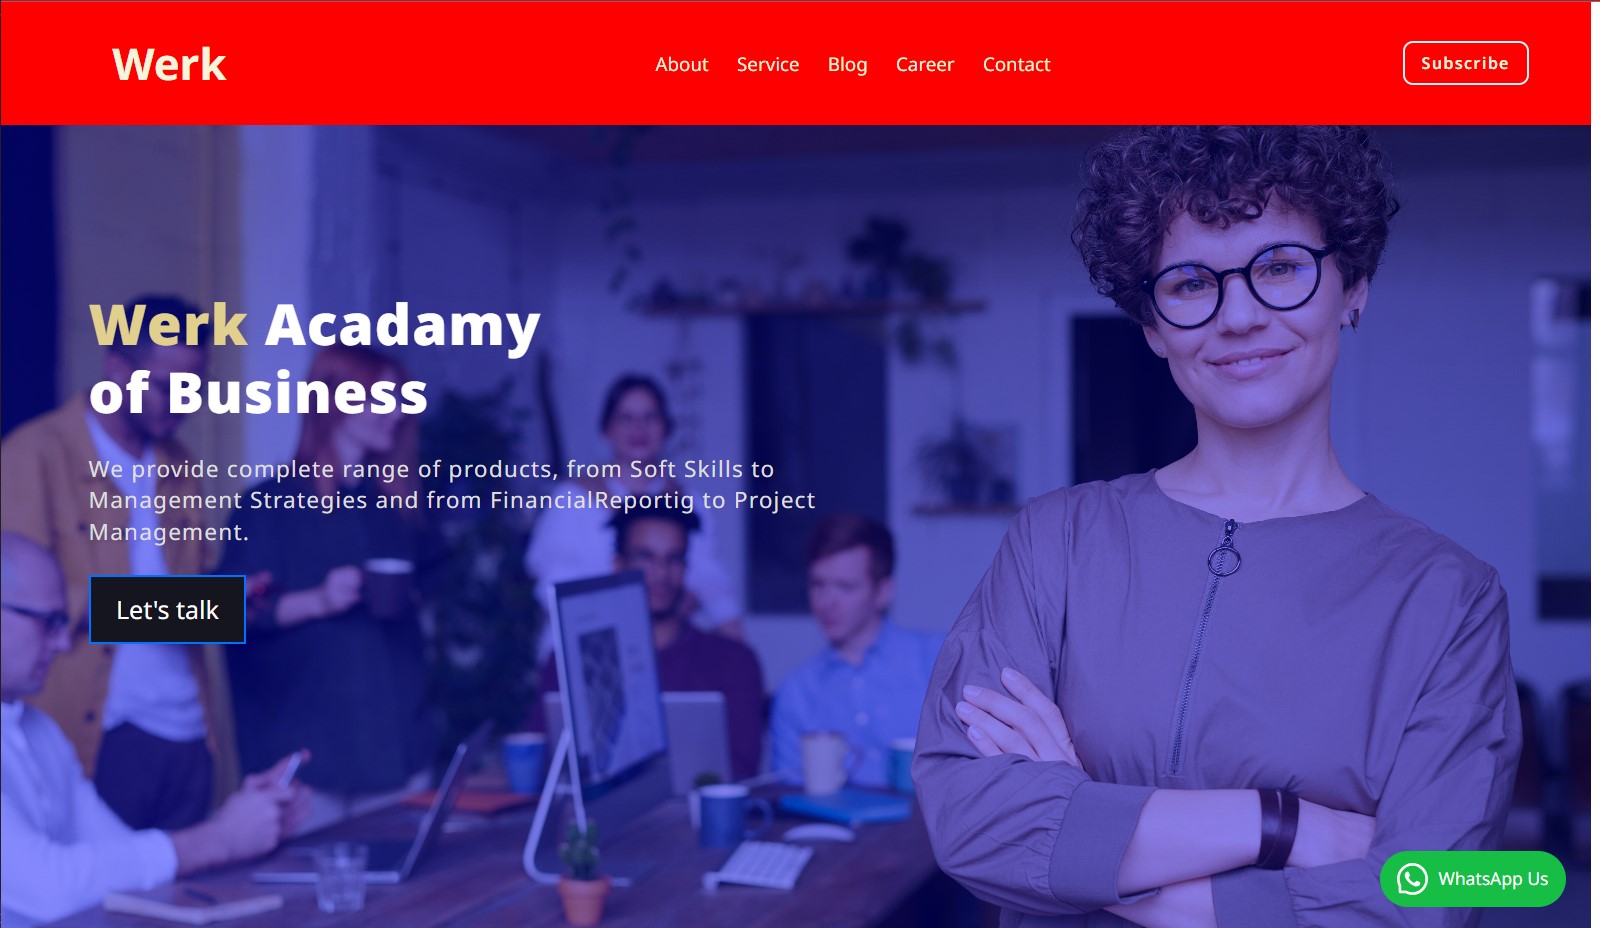 Werk
About Service Blog Career Contact
Subscribe
Werk Acadamy
of Business
We provide complete range of products, from Soft Skills to
Management Strategies and from FinancialReportig to Project
Management.
Let's talk
WhatsApp Us